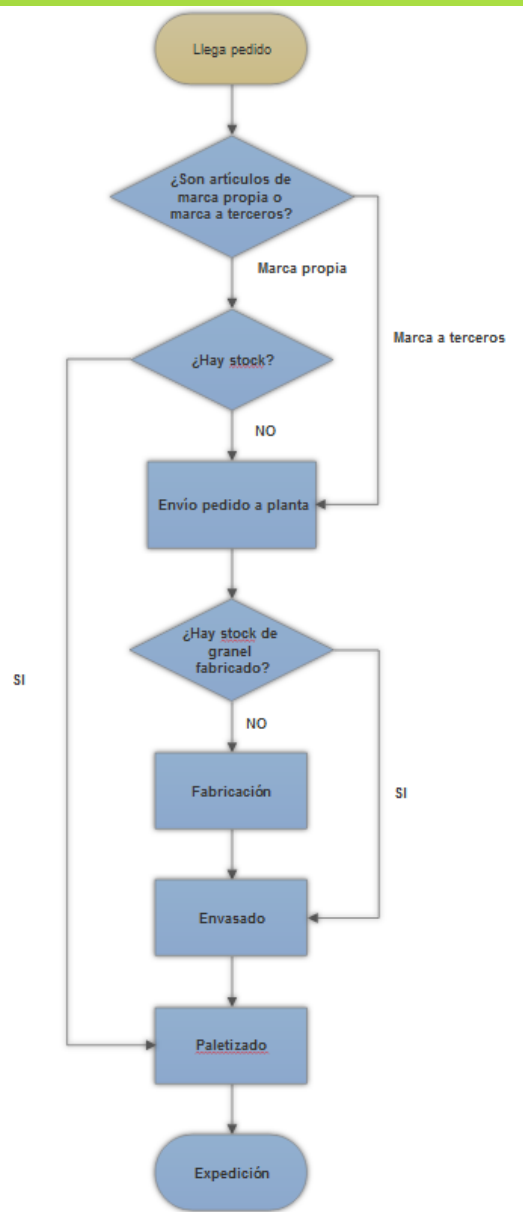 Llega pedido
¿Son artículos de
marca propia o
marca a terceros?
Marca propia
Marca a terceros
¿Hay stock?
NO
Envío pedido a planta
¿Hay stock de
granel
fabricado?
SI
NO
Fabricación
SI
Envasado
Paletizado
Expedición